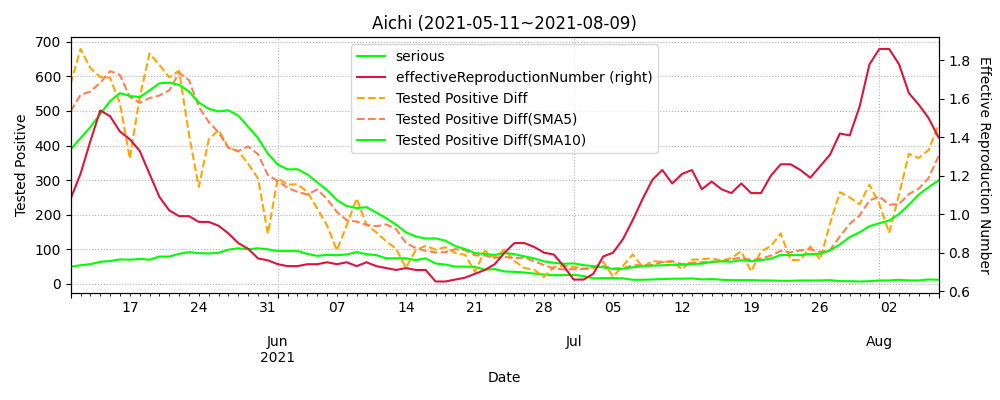 Aichi (2021-05-11~2021-08-09)
serious
effectiveReproductionNumber (right)
Tested Positive Diff
Tested Positive Diff(SMA5)
Tested Positive Diff(SMA10)
Tested Positive
700
600
500
400
300
200
100
0
1.8
1.6
1.4
1.2
1.0
0.8
0.6
Effective Reproduction Number
17 24 31 07 14 21 28 05 12 19 26 02
Jun Jul Aug
2021
Date